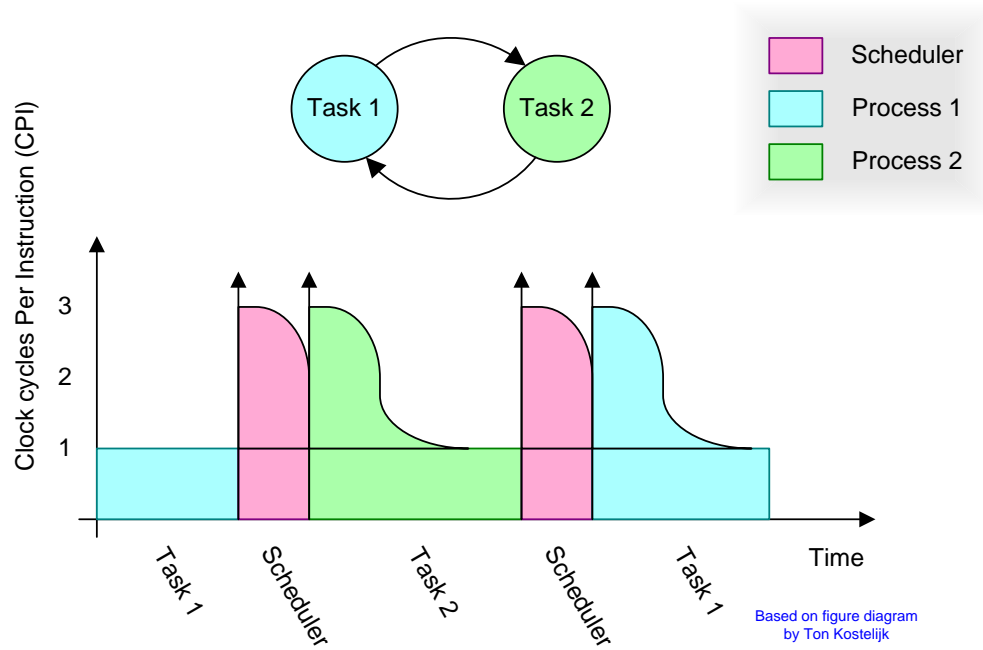 Task 1
Task 2
Scheduler
Process 1
Process 2
Clock cycles Per Instruction (CPI)
3
2
1
Task 1
Scheduler
Task 2
Scheduler
Task 1
Time
Based on figure diagram
by Ton Kostelijk